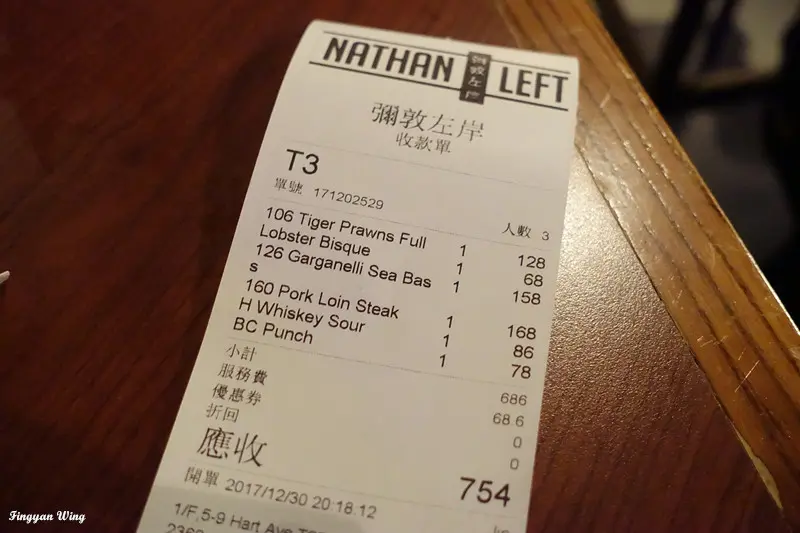 NATHAN 彌敦左岸 LEFT
彌敦左岸
收款單
T3
單號 171202529 人數 3
106 Tiger Prawns Full 1 128
Lobster Bisque 1 68
126 Garganelli Sea Bas 1 158
s
160 Pork Loin Steak 1 168
H Whiskey Sour 1 86
BC Punch 1 78
小計 686
服務費 68.6
優惠券 0
折回 0
應收 754
開單 2017/12/30 20:18:12
1/F,5-9 Hart Ave
Fingyan Wing